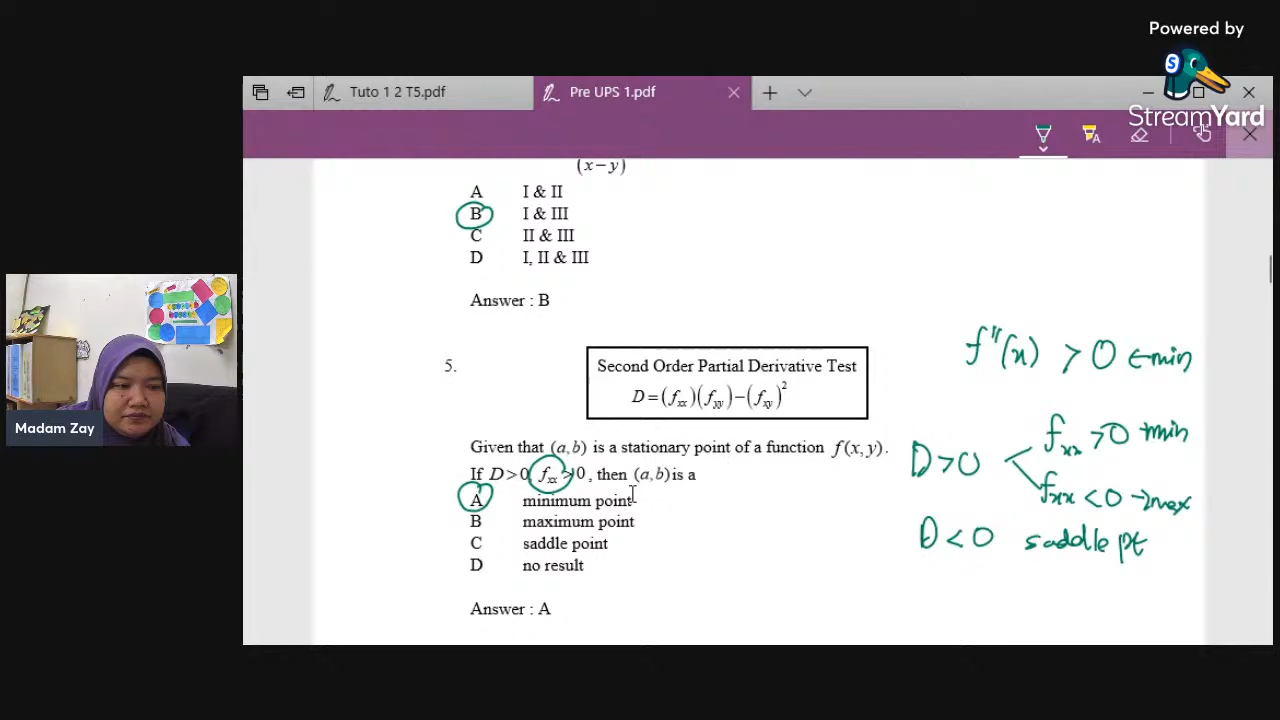 Powered by
StreamYard
Tuto 1 2 T5.pdf
Pre UPS 1.pdf
(x−y)
A I & II
B I & III
C II & III
D I, II & III
Answer : B
5.
Second Order Partial Derivative Test
D=(fxx)(fyy)−(fxy)²
Given that (a,b) is a stationary point of a function f(x,y).
If D>0, fxx>0, then (a,b) is a
A minimum point
B maximum point
C saddle point
D no result
Answer : A
f''(x) > 0 ← min
D>0 < fxx >0 → min
fxx <0 → max
D<0 saddle pt
Madam Zay